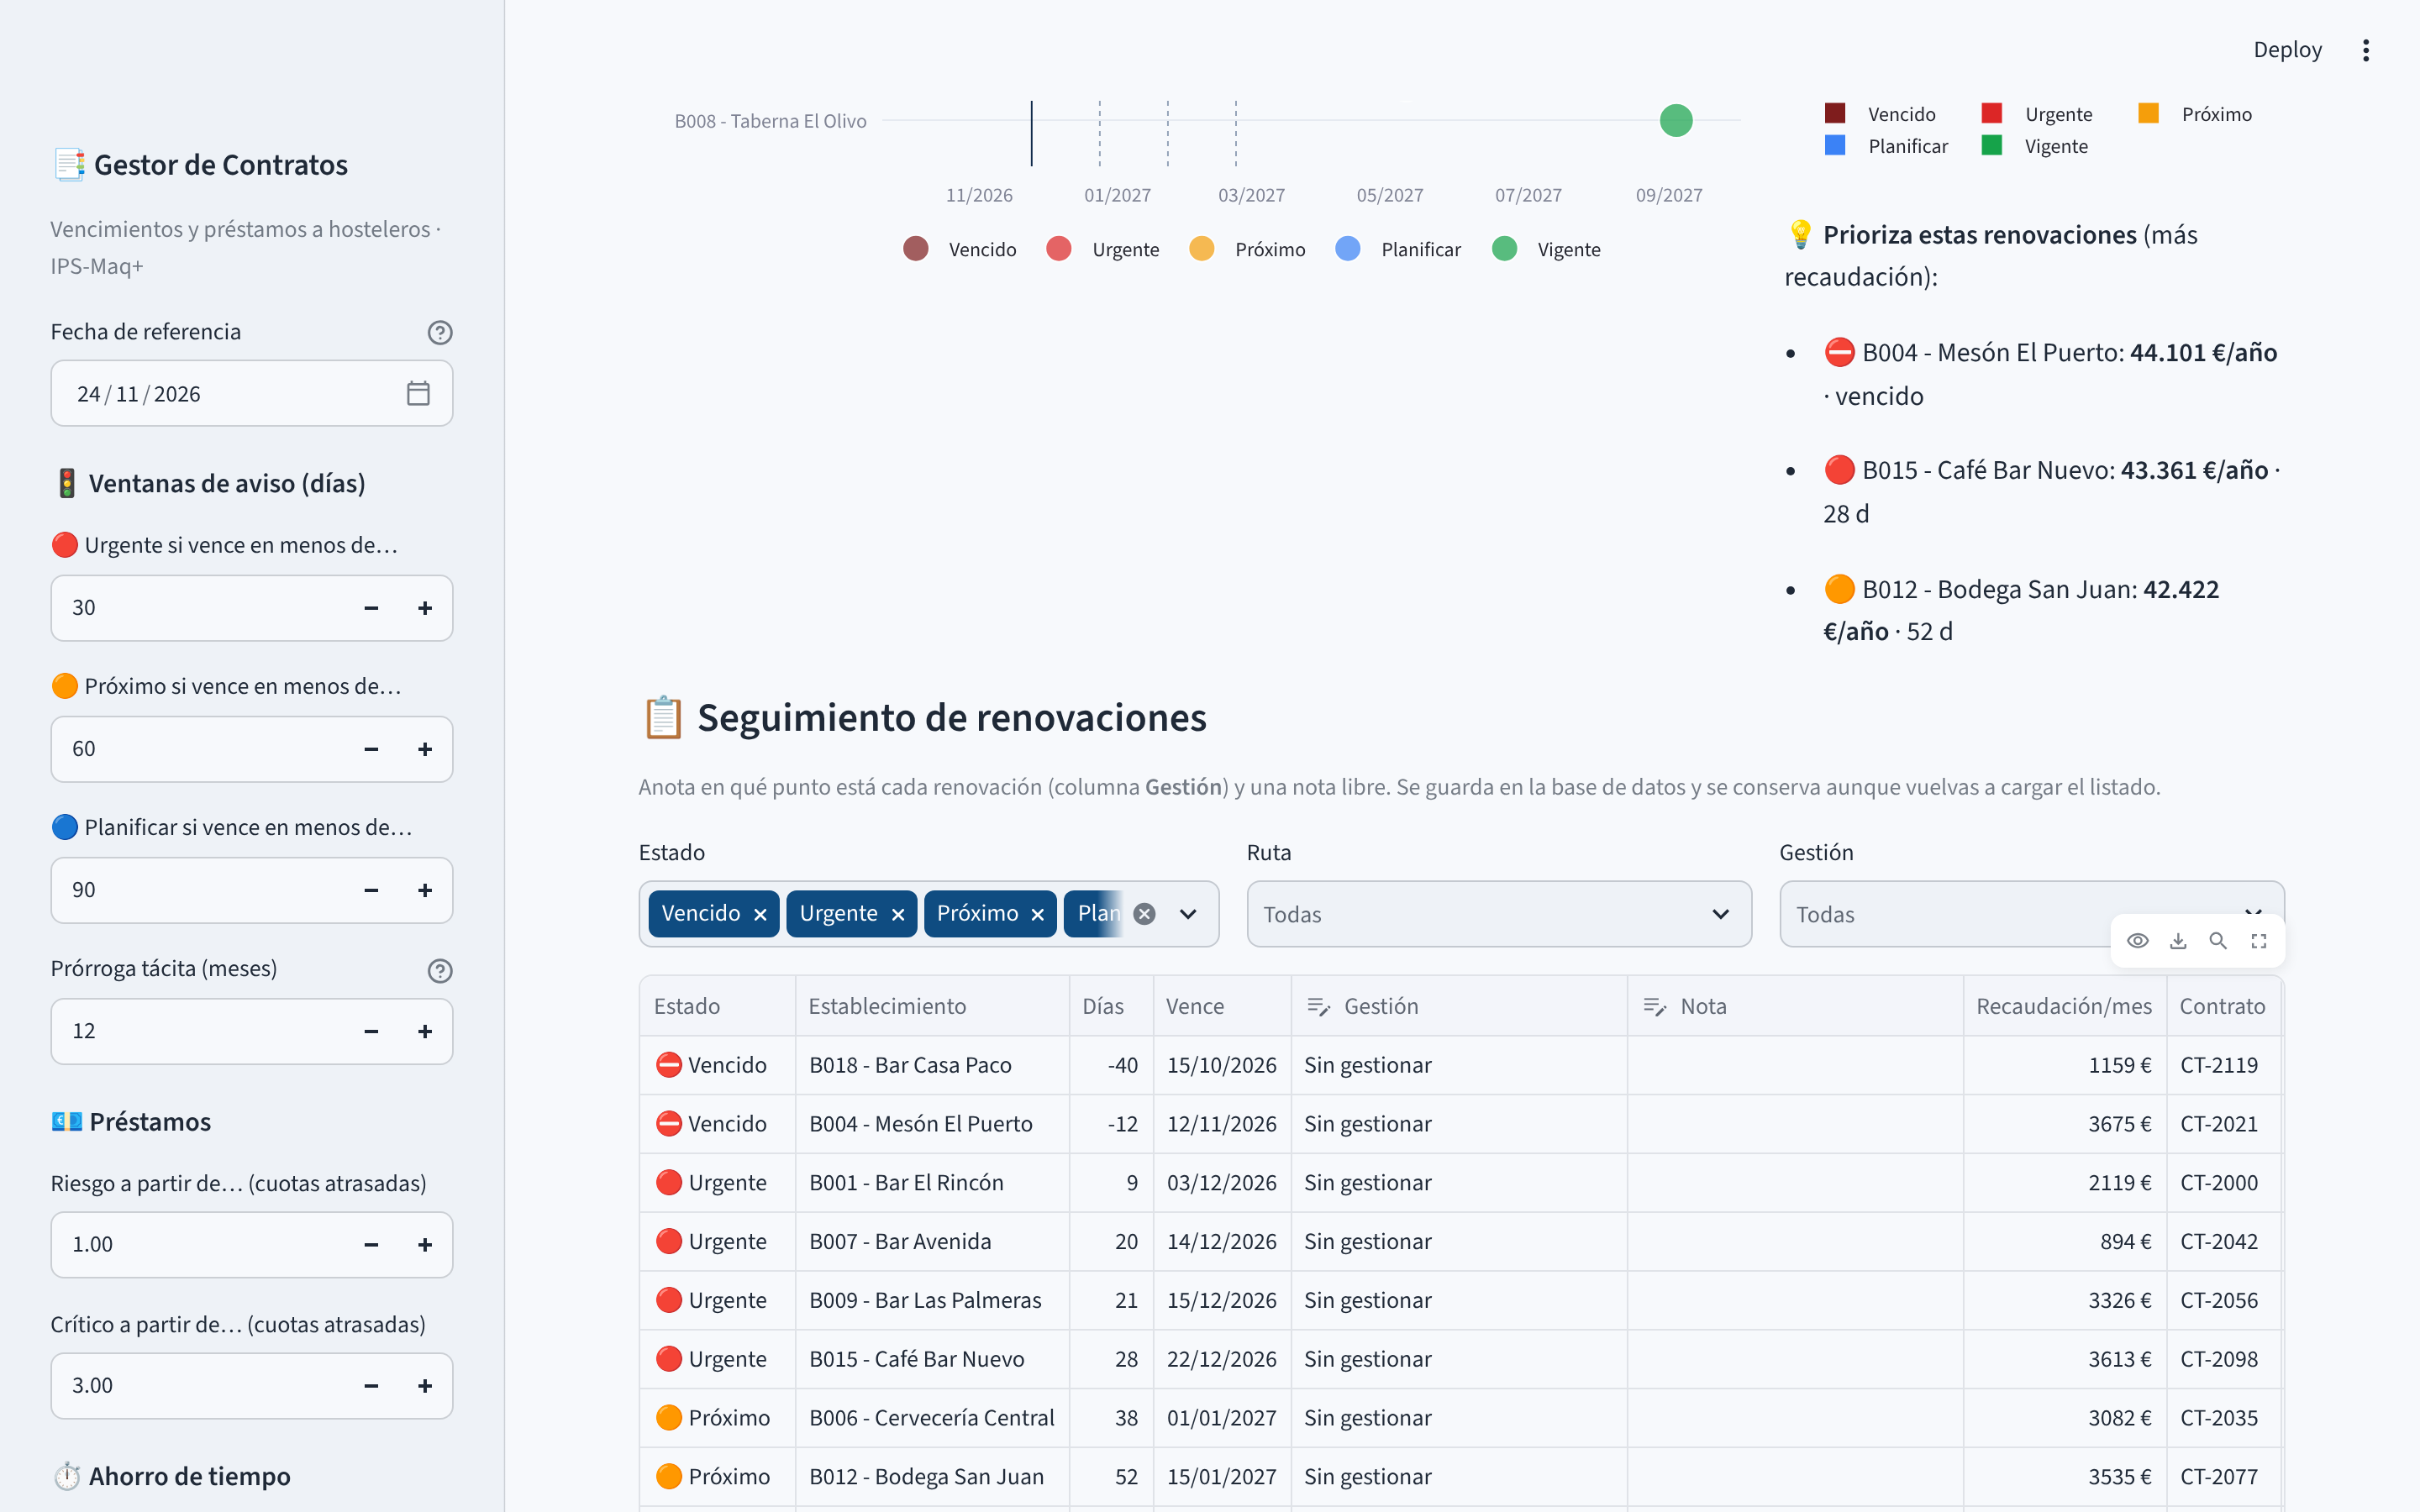 Deploy
Gestor de Contratos
Vencimientos y préstamos a hosteleros ·
IPS-Maq+
Fecha de referencia
24/11/2026
Ventanas de aviso (días)
Urgente si vence en menos de…
30
Próximo si vence en menos de…
60
Planificar si vence en menos de…
90
Prórroga tácita (meses)
12
Préstamos
Riesgo a partir de… (cuotas atrasadas)
1.00
Crítico a partir de… (cuotas atrasadas)
3.00
Ahorro de tiempo
B008 - Taberna El Olivo
11/2026 01/2027 03/2027 05/2027 07/2027 09/2027
Vencido Urgente Próximo Planificar Vigente
Vencido Urgente Próximo
Planificar Vigente
Prioriza estas renovaciones (más
recaudación):
B004 - Mesón El Puerto: 44.101 €/año
· vencido
B015 - Café Bar Nuevo: 43.361 €/año ·
28 d
B012 - Bodega San Juan: 42.422
€/año · 52 d
Seguimiento de renovaciones
Anota en qué punto está cada renovación (columna Gestión) y una nota libre. Se guarda en la base de datos y se conserva aunque vuelvas a cargar el listado.
Estado Ruta Gestión
Vencido Urgente Próximo Plan Todas Todas
Estado Establecimiento Días Vence Gestión Nota Recaudación/mes Contrato
Vencido B018 - Bar Casa Paco -40 15/10/2026 Sin gestionar 1159 € CT-2119
Vencido B004 - Mesón El Puerto -12 12/11/2026 Sin gestionar 3675 € CT-2021
Urgente B001 - Bar El Rincón 9 03/12/2026 Sin gestionar 2119 € CT-2000
Urgente B007 - Bar Avenida 20 14/12/2026 Sin gestionar 894 € CT-2042
Urgente B009 - Bar Las Palmeras 21 15/12/2026 Sin gestionar 3326 € CT-2056
Urgente B015 - Café Bar Nuevo 28 22/12/2026 Sin gestionar 3613 € CT-2098
Próximo B006 - Cervecería Central 38 01/01/2027 Sin gestionar 3082 € CT-2035
Próximo B012 - Bodega San Juan 52 15/01/2027 Sin gestionar 3535 € CT-2077